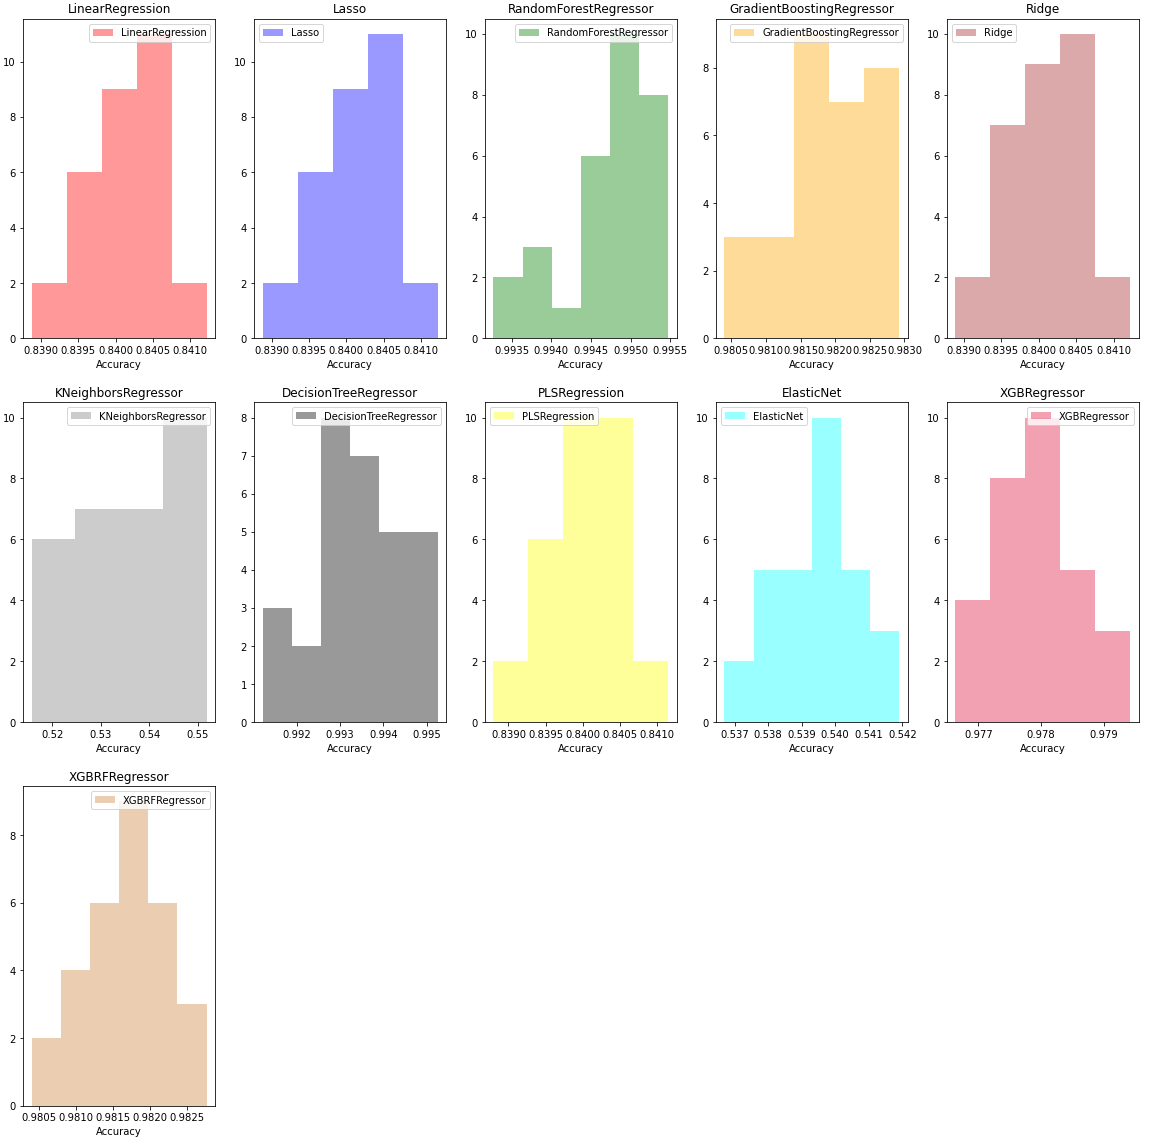 LinearRegression
LinearRegression
10
8
6
4
2
0
0.8390 0.8395 0.8400 0.8405 0.8410
Accuracy
Lasso
Lasso
10
8
6
4
2
0
0.8390 0.8395 0.8400 0.8405 0.8410
Accuracy
RandomForestRegressor
RandomForestRegressor
10
8
6
4
2
0
0.9935 0.9940 0.9945 0.9950 0.9955
Accuracy
GradientBoostingRegressor
GradientBoostingRegressor
8
6
4
2
0
0.9805 0.9810 0.9815 0.9820 0.9825 0.9830
Accuracy
Ridge
Ridge
10
8
6
4
2
0
0.8390 0.8395 0.8400 0.8405 0.8410
Accuracy
KNeighborsRegressor
KNeighborsRegressor
10
8
6
4
2
0
0.52 0.53 0.54 0.55
Accuracy
DecisionTreeRegressor
DecisionTreeRegressor
8
7
6
5
4
3
2
1
0
0.992 0.993 0.994 0.995
Accuracy
PLSRegression
PLSRegression
10
8
6
4
2
0
0.8390 0.8395 0.8400 0.8405 0.8410
Accuracy
ElasticNet
ElasticNet
10
8
6
4
2
0
0.537 0.538 0.539 0.540 0.541 0.542
Accuracy
XGBRegressor
XGBRegressor
10
8
6
4
2
0
0.977 0.978 0.979
Accuracy
XGBRFRegressor
XGBRFRegressor
8
6
4
2
0
0.9805 0.9810 0.9815 0.9820 0.9825
Accuracy